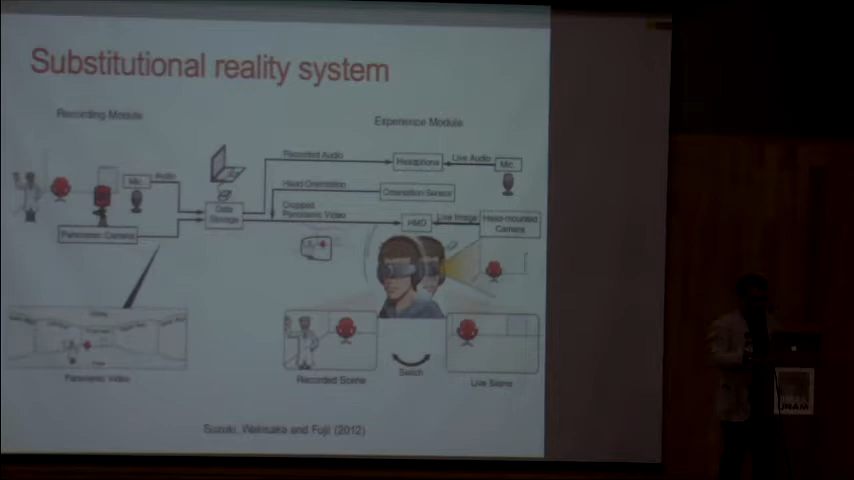 Substitutional reality system
Recording Module
Experience Module
Recorded Audio
Headphone
Live Audio
Mic.
Audio
Mic.
Head Orientation
Orientation Sensor
Data
Storage
Cropped
Panoramic Video
HMD
Live Image
Head-mounted
Camera
Panoramic Camera
Panoramic Video
Recorded Scene
Switch
Live Scene
Suzuki, Wakisaka and Fujii (2012)
UNAM